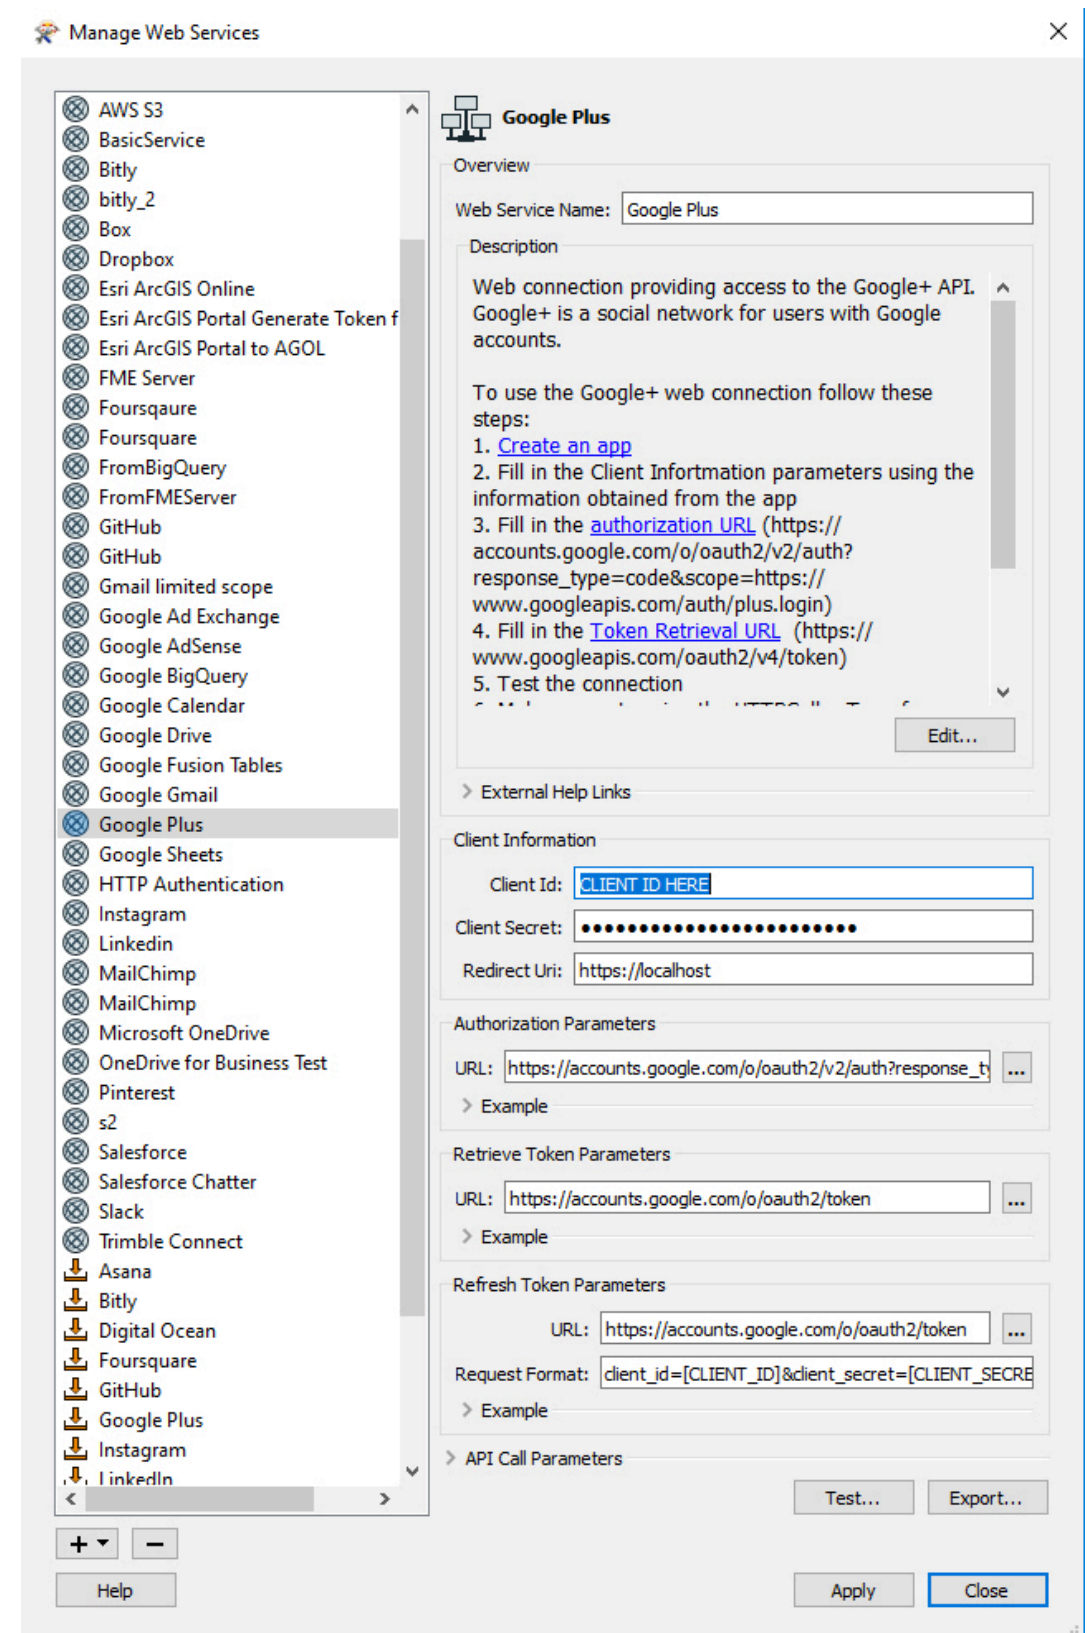 Manage Web Services
AWS S3
BasicService
Bitly
bitly_2
Box
Dropbox
Esri ArcGIS Online
Esri ArcGIS Portal Generate Token f
Esri ArcGIS Portal to AGOL
FME Server
Foursqaure
Foursquare
FromBigQuery
FromFMEServer
GitHub
GitHub
Gmail limited scope
Google Ad Exchange
Google AdSense
Google BigQuery
Google Calendar
Google Drive
Google Fusion Tables
Google Gmail
Google Plus
Google Sheets
HTTP Authentication
Instagram
Linkedin
MailChimp
MailChimp
Microsoft OneDrive
OneDrive for Business Test
Pinterest
s2
Salesforce
Salesforce Chatter
Slack
Trimble Connect
Asana
Bitly
Digital Ocean
Foursquare
GitHub
Google Plus
Instagram
LinkedIn
Help
Google Plus
Overview
Web Service Name: Google Plus
Description
Web connection providing access to the Google+ API.
Google+ is a social network for users with Google
accounts.
To use the Google+ web connection follow these
steps:
1. Create an app
2. Fill in the Client Infortmation parameters using the
information obtained from the app
3. Fill in the authorization URL (https://
accounts.google.com/o/oauth2/v2/auth?
response_type=code&scope=https://
www.googleapis.com/auth/plus.login)
4. Fill in the Token Retrieval URL (https://
www.googleapis.com/oauth2/v4/token)
5. Test the connection
Edit...
External Help Links
Client Information
Client Id: CLIENT ID HERE
Client Secret: ••••••••••••••••••••••••
Redirect Uri: https://localhost
Authorization Parameters
URL: https://accounts.google.com/o/oauth2/v2/auth?response_ty ...
Example
Retrieve Token Parameters
URL: https://accounts.google.com/o/oauth2/token ...
Example
Refresh Token Parameters
URL: https://accounts.google.com/o/oauth2/token ...
Request Format: client_id=[CLIENT_ID]&client_secret=[CLIENT_SECRE
Example
API Call Parameters
Test... Export...
Apply Close